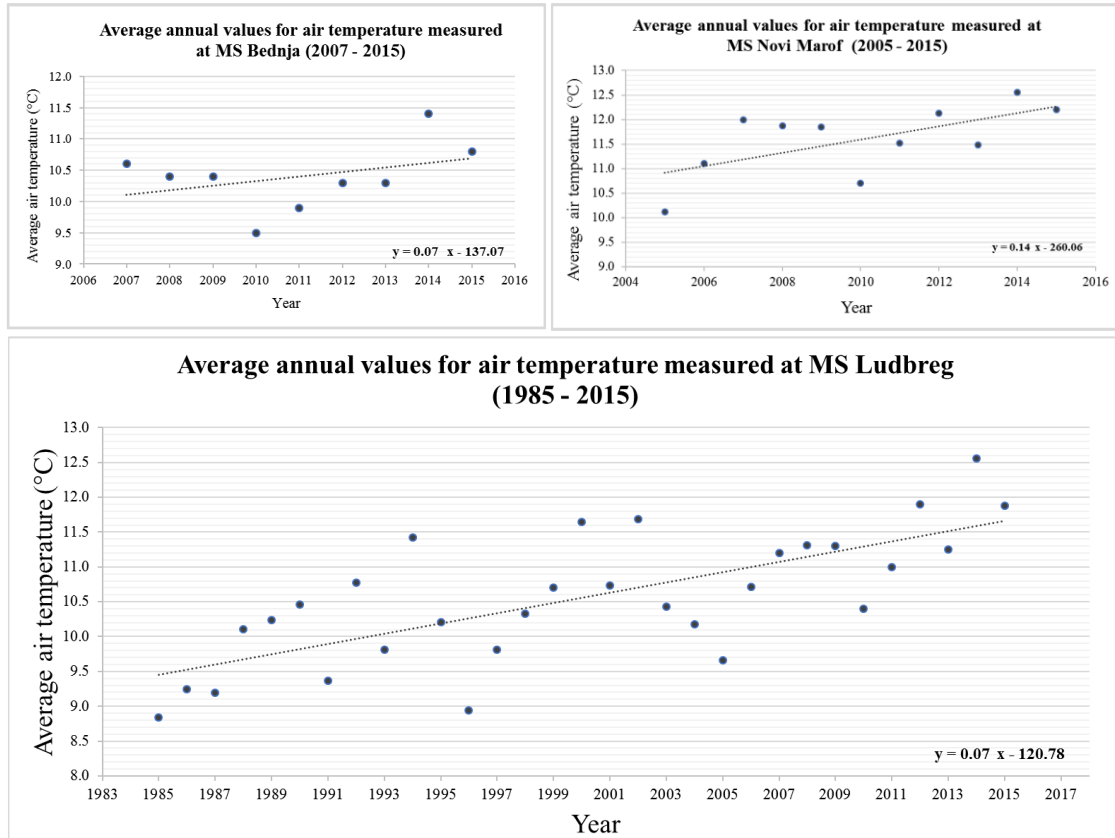 Average annual values for air temperature measured
at MS Bednja (2007 - 2015)
Average air temperature (°C)
12.0
11.5
11.0
10.5
10.0
9.5
9.0
y = 0.07 x - 137.07
2006 2007 2008 2009 2010 2011 2012 2013 2014 2015 2016
Year
Average annual values for air temperature measured at
MS Novi Marof (2005 - 2015)
Average air temperature (°C)
13.0
12.5
12.0
11.5
11.0
10.5
10.0
9.5
9.0
y = 0.14 x - 260.06
2004 2006 2008 2010 2012 2014 2016
Year
Average annual values for air temperature measured at MS Ludbreg
(1985 - 2015)
Average air temperature (°C)
13.0
12.5
12.0
11.5
11.0
10.5
10.0
9.5
9.0
8.5
8.0
y = 0.07 x - 120.78
1983 1985 1987 1989 1991 1993 1995 1997 1999 2001 2003 2005 2007 2009 2011 2013 2015 2017
Year